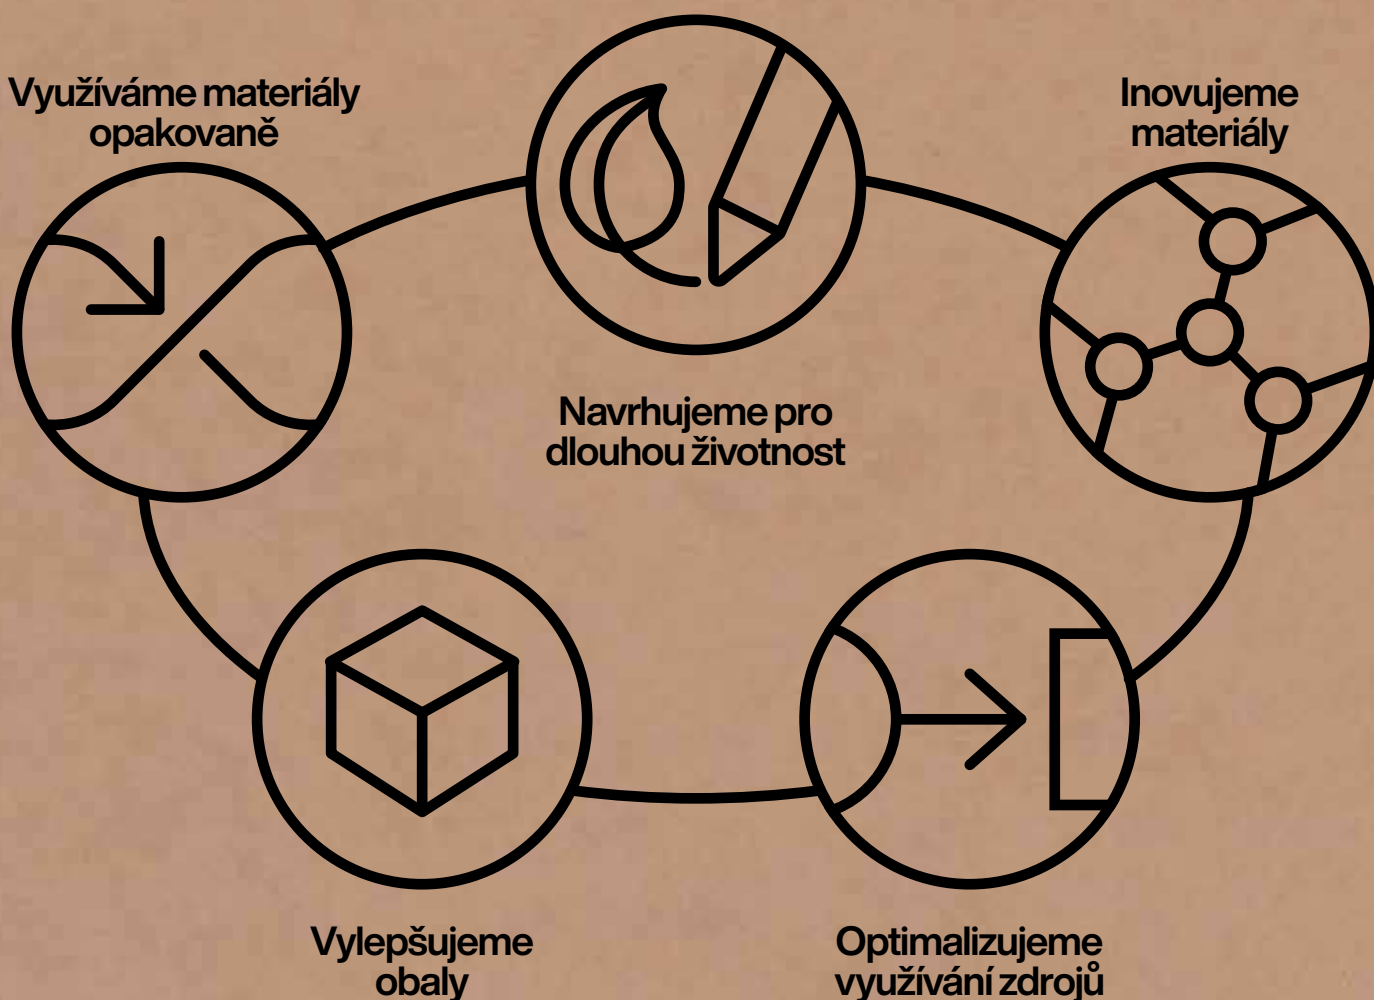 Využíváme materiály
opakovaně
Inovujeme
materiály
Navrhujeme pro
dlouhou životnost
Vylepšujeme
obaly
Optimalizujeme
využívání zdrojů